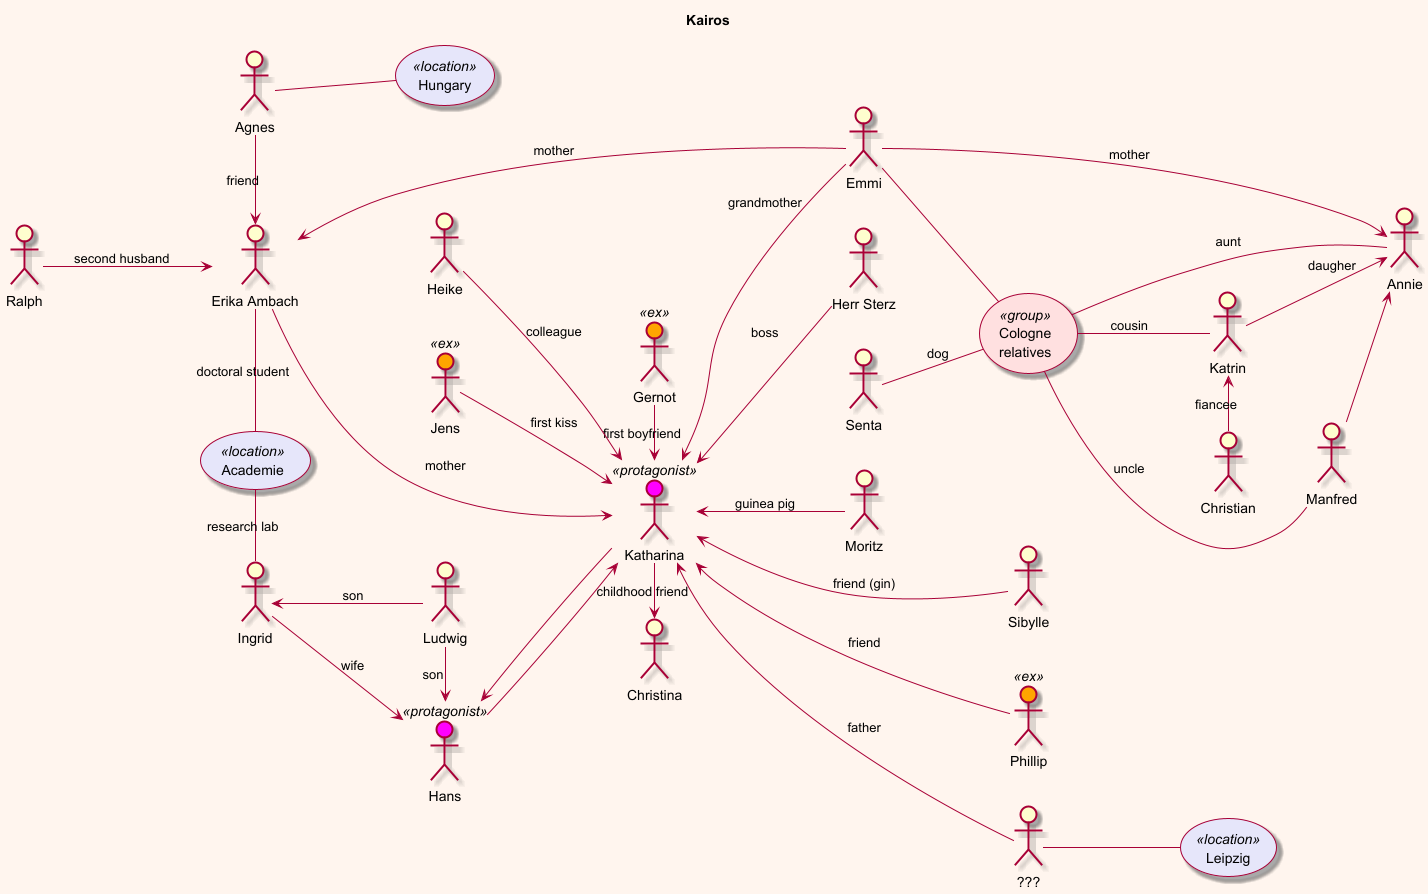 Kairos
«location»
Hungary
Agnes
friend
mother
Emmi
mother
grandmother
second husband
Ralph
Erika Ambach
Heike
Herr Sterz
aunt
daugher
Annie
«ex»
Gernot
colleague
boss
«group»
Cologne
relatives
cousin
Katrin
«ex»
Jens
doctoral student
dog
Senta
fiancee
first kiss
first boyfriend
«location»
Academie
mother
«protagonist»
Katharina
guinea pig
Moritz
uncle
Christian
Manfred
research lab
Ingrid
son
Ludwig
childhood friend
Christina
friend (gin)
Sibylle
wife
son
«protagonist»
Hans
friend
«ex»
Phillip
father
???
«location»
Leipzig